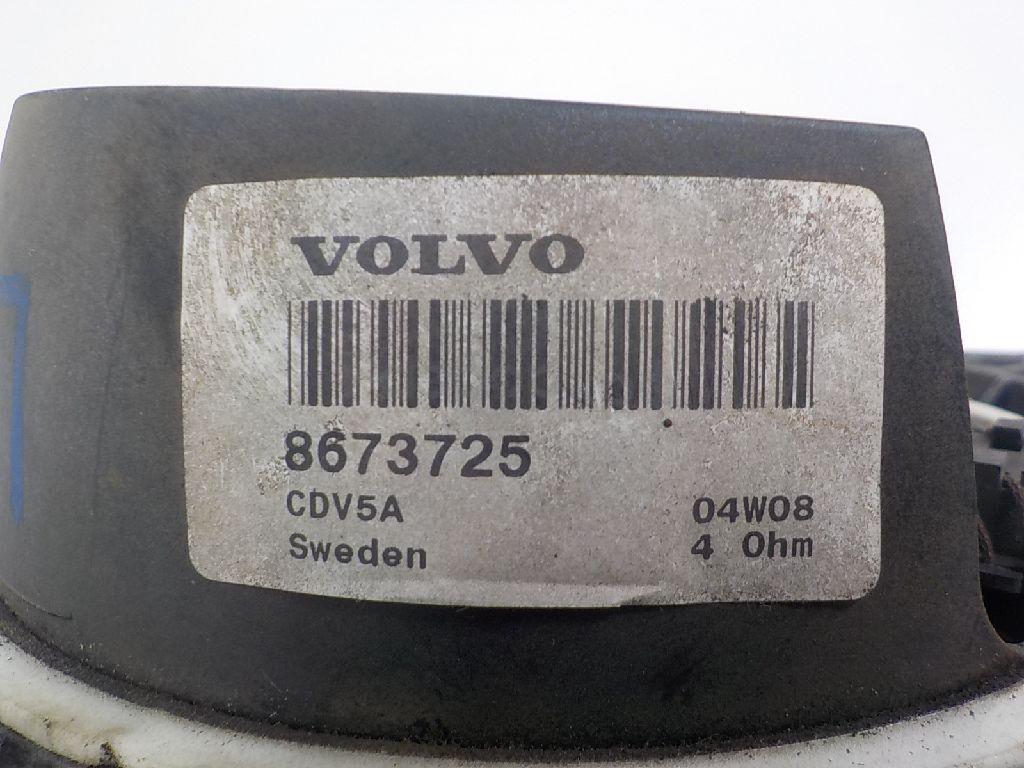 VOLVO
8673725
CDV5A 04W08
Sweden 4 Ohm